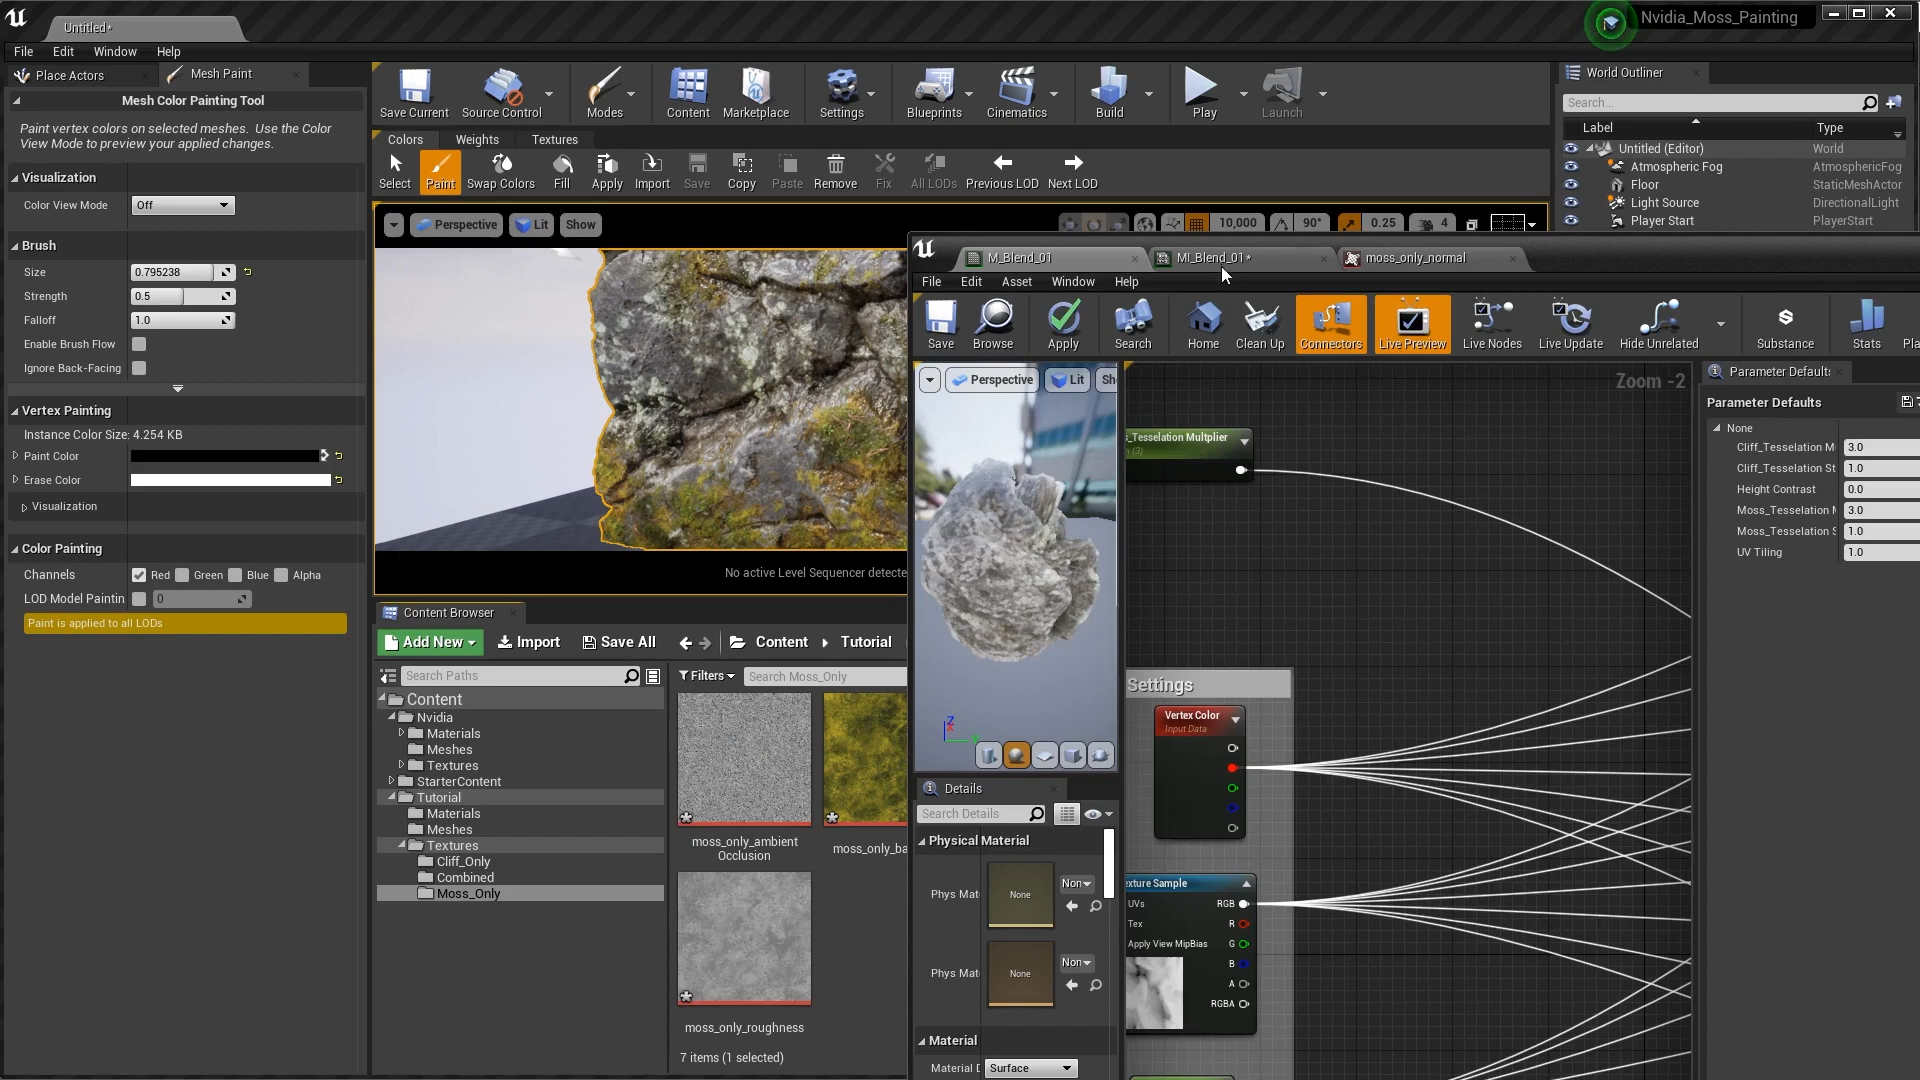 Untitled*
Nvidia_Moss_Painting
File Edit Window Help
Place Actors
Mesh Paint
Mesh Color Painting Tool
Paint vertex colors on selected meshes. Use the Color
View Mode to preview your applied changes.
Visualization
Color View Mode Off
Brush
Size 0.795238
Strength 0.5
Falloff 1.0
Enable Brush Flow
Ignore Back-Facing
Vertex Painting
Instance Color Size: 4.254 KB
Paint Color
Erase Color
Visualization
Color Painting
Channels Red Green Blue Alpha
LOD Model Paintin 0
Paint is applied to all LODs
Save Current Source Control Modes Content Marketplace Settings Blueprints Cinematics Build Play Launch
Colors Weights Textures
Select Paint Swap Colors Fill Apply Import Save Copy Paste Remove Fix All LODs Previous LOD Next LOD
Perspective Lit Show 10,000 90° 0.25 4
No active Level Sequencer detecte
World Outliner
Search...
Label Type
Untitled (Editor) World
Atmospheric Fog AtmosphericFog
Floor StaticMeshActor
Light Source DirectionalLight
Player Start PlayerStart
Content Browser
Add New Import Save All Content Tutorial
Search Paths
Filters Search Moss_Only
Content
Nvidia
Materials
Meshes
Textures
StarterContent
Tutorial
Materials
Meshes
Textures
Cliff_Only
Combined
Moss_Only
moss_only_ambient
Occlusion
moss_only_ba
moss_only_roughness
7 items (1 selected)
M_Blend_01
MI_Blend_01*
moss_only_normal
File Edit Asset Window Help
Save Browse Apply Search Home Clean Up Connectors Live Preview Live Nodes Live Update Hide Unrelated Substance Stats Pla
Perspective Lit Sh
Z
Zoom -2
s_Tesselation Multplier
n (3)
Settings
Vertex Color
Input Data
exture Sample
UVs RGB
Tex R
Apply View MipBias G
B
A
RGBA
Details
Search Details
Physical Material
Phys Mat None Non
Phys Mat None Non
Material
Material D Surface
Parameter Default
Parameter Defaults
None
Cliff_Tesselation M 3.0
Cliff_Tesselation St 1.0
Height Contrast 0.0
Moss_Tesselation M 3.0
Moss_Tesselation S 1.0
UV Tiling 1.0